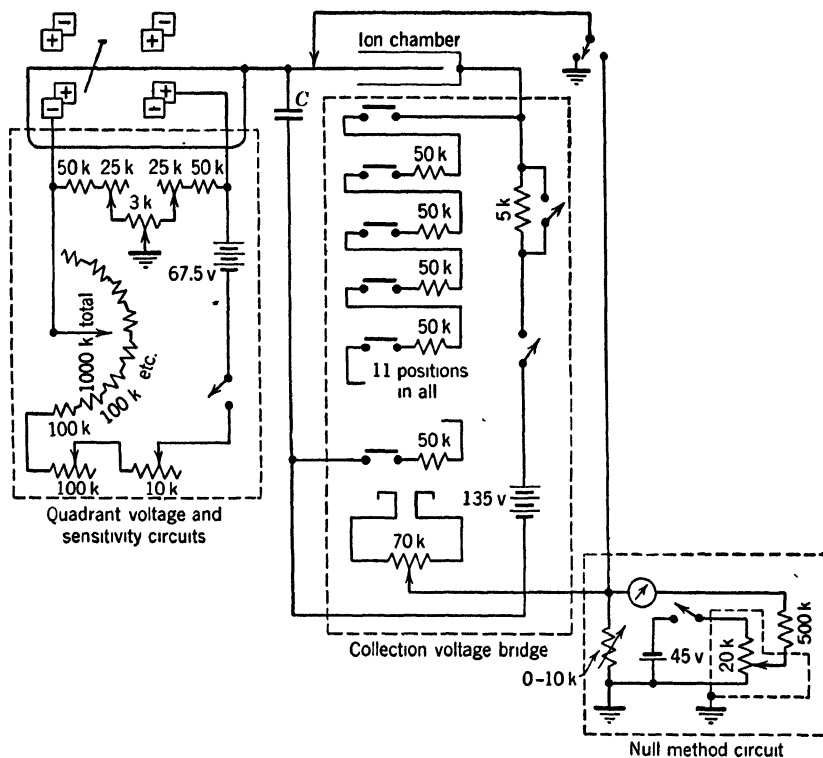 Ion chamber
C
50 k 25 k 25 k 50 k
3 k
67.5 v
1000 k total
100 k etc.
100 k
100 k 10 k
Quadrant voltage and
sensitivity circuits
50 k
5 k
50 k
50 k
50 k
11 positions
in all
50 k
135 v
70 k
Collection voltage bridge
0-10 k
45 v
20 k
500 k
Null method circuit